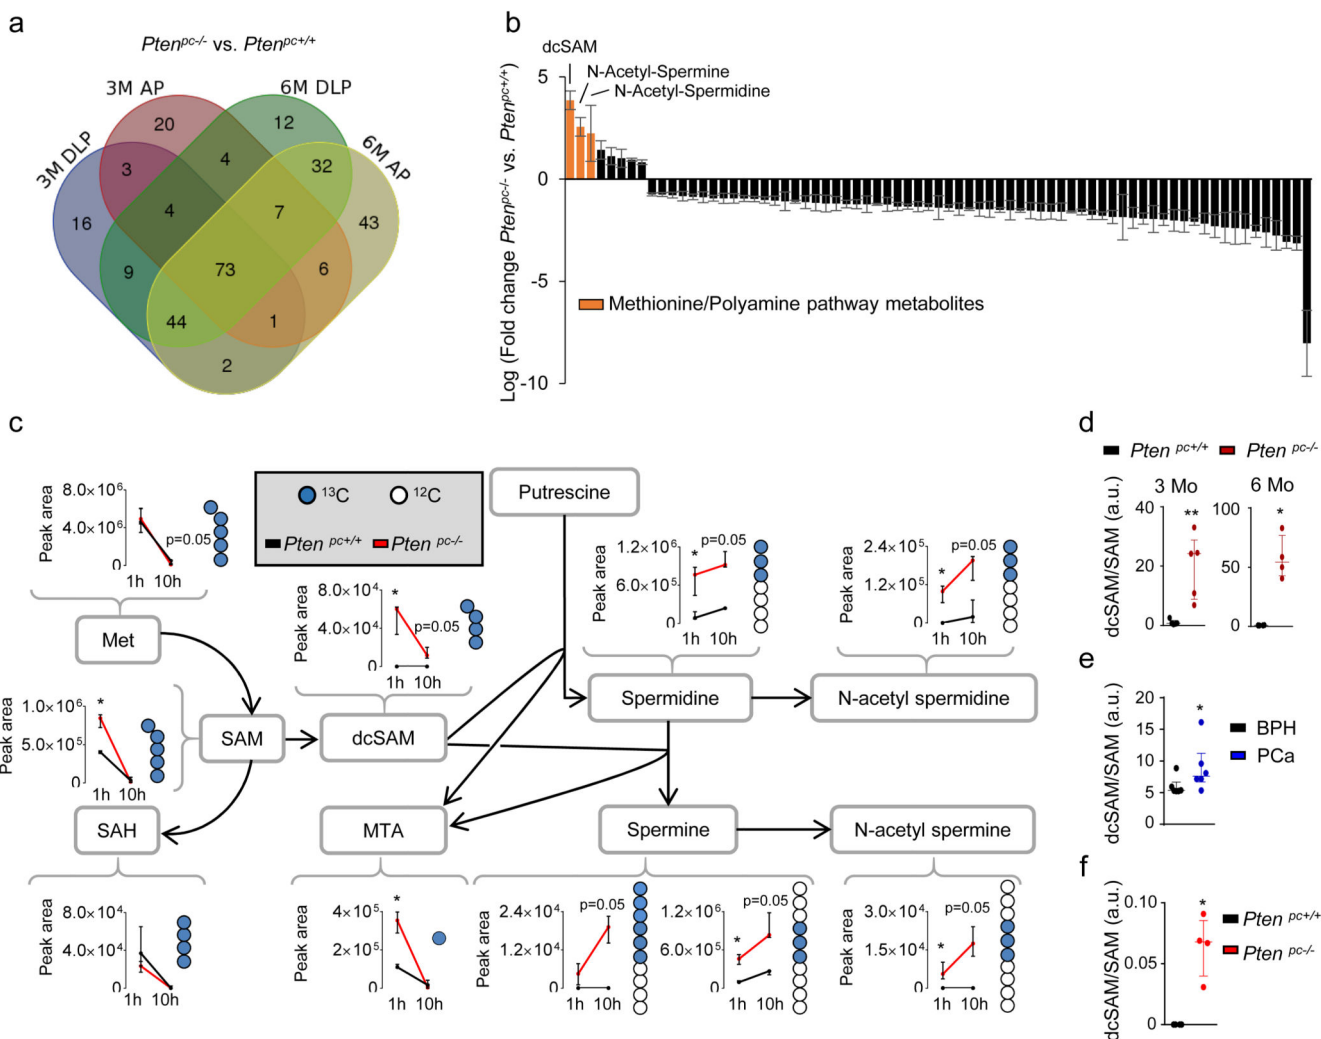 a
Pten^pc-/- vs. Pten^pc+/+
3M DLP
3M AP
6M DLP
6M AP
20
12
3
4
32
16
4
7
43
9
73
6
44
1
2
b
dcSAM
N-Acetyl-Spermine
N-Acetyl-Spermidine
Log (Fold change Pten^pc-/- vs. Pten^pc+/+)
5
0
-5
-10
Methionine/Polyamine pathway metabolites
c
13C
12C
Pten pc+/+
Pten pc-/-
Peak area
8.0× 10^6
4.0× 10^6
0
p=0.05
1h 10h
Met
Peak area
1.0× 10^6
5.0× 10^5
0
*
1h 10h
SAM
SAH
Peak area
8.0× 10^4
4.0× 10^4
0
1h 10h
Peak area
8.0× 10^4
4.0× 10^4
0
*
p=0.05
1h 10h
dcSAM
MTA
Peak area
4× 10^5
2× 10^5
0
*
1h 10h
Putrescine
Peak area
1.2× 10^6
6.0× 10^5
0
*
p=0.05
1h 10h
Spermidine
Peak area
2.4× 10^5
1.2× 10^5
0
*
p=0.05
1h 10h
N-acetyl spermidine
Spermine
Peak area
2.4× 10^4
1.2× 10^4
0
p=0.05
1h 10h
Peak area
1.2× 10^6
6.0× 10^5
0
*
p=0.05
1h 10h
N-acetyl spermine
Peak area
3.0× 10^4
1.5× 10^4
0
*
p=0.05
1h 10h
d
Pten pc+/+
Pten pc-/-
3 Mo
6 Mo
dcSAM/SAM (a.u.)
40
20
0
**
100
50
0
*
e
dcSAM/SAM (a.u.)
20
15
10
5
0
*
BPH
PCa
f
dcSAM/SAM (a.u.)
0.10
0.05
0
*
Pten pc+/+
Pten pc-/-